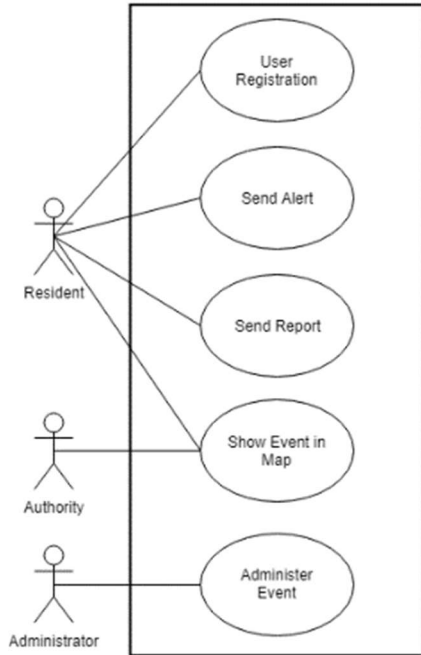 User
Registration
Send Alert
Resident
Send Report
Show Event in
Map
Authority
Administer
Event
Administrator